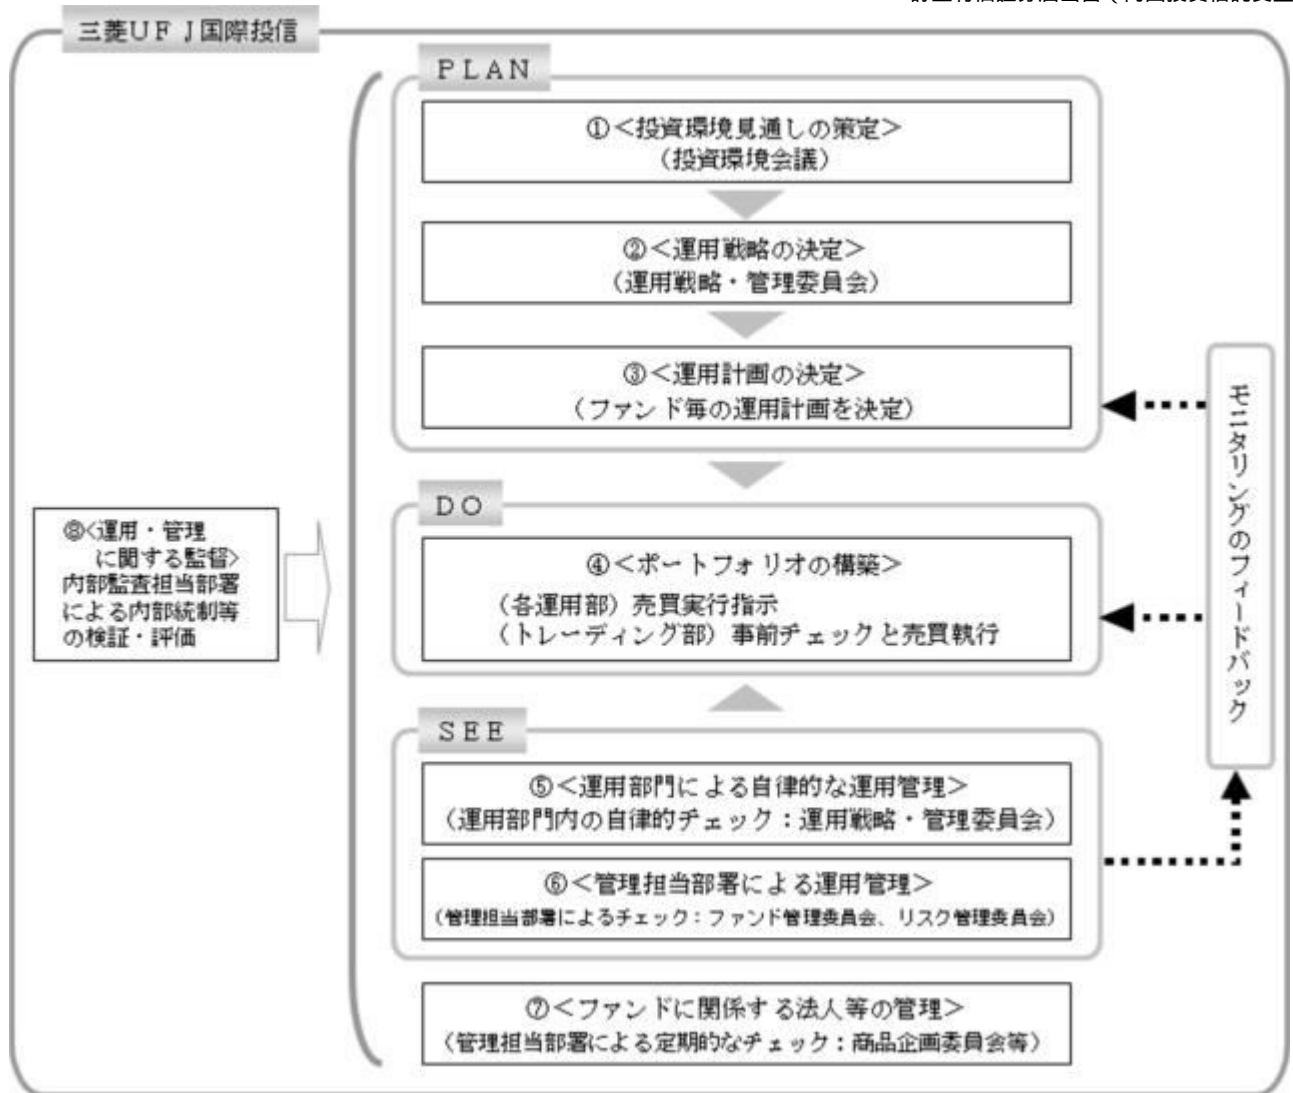 三菱ＵＦＪ国際投信
ＰＬＡＮ
①＜投資環境見通しの策定＞
（投資環境会議）
②＜運用戦略の決定＞
（運用戦略・管理委員会）
③＜運用計画の決定＞
（ファンド毎の運用計画を決定）
ＤＯ
④＜ポートフォリオの構築＞
（各運用部）売買実行指示
（トレーディング部）事前チェックと売買執行
⑧＜運用・管理
に関する監督＞
内部監査担当部署
による内部統制等
の検証・評価
ＳＥＥ
⑤＜運用部門による自律的な運用管理＞
（運用部門内の自律的チェック：運用戦略・管理委員会）
⑥＜管理担当部署による運用管理＞
（管理担当部署によるチェック：ファンド管理委員会、リスク管理委員会）
⑦＜ファンドに関係する法人等の管理＞
（管理担当部署による定期的なチェック：商品企画委員会等）
モニタリングのフィードバック